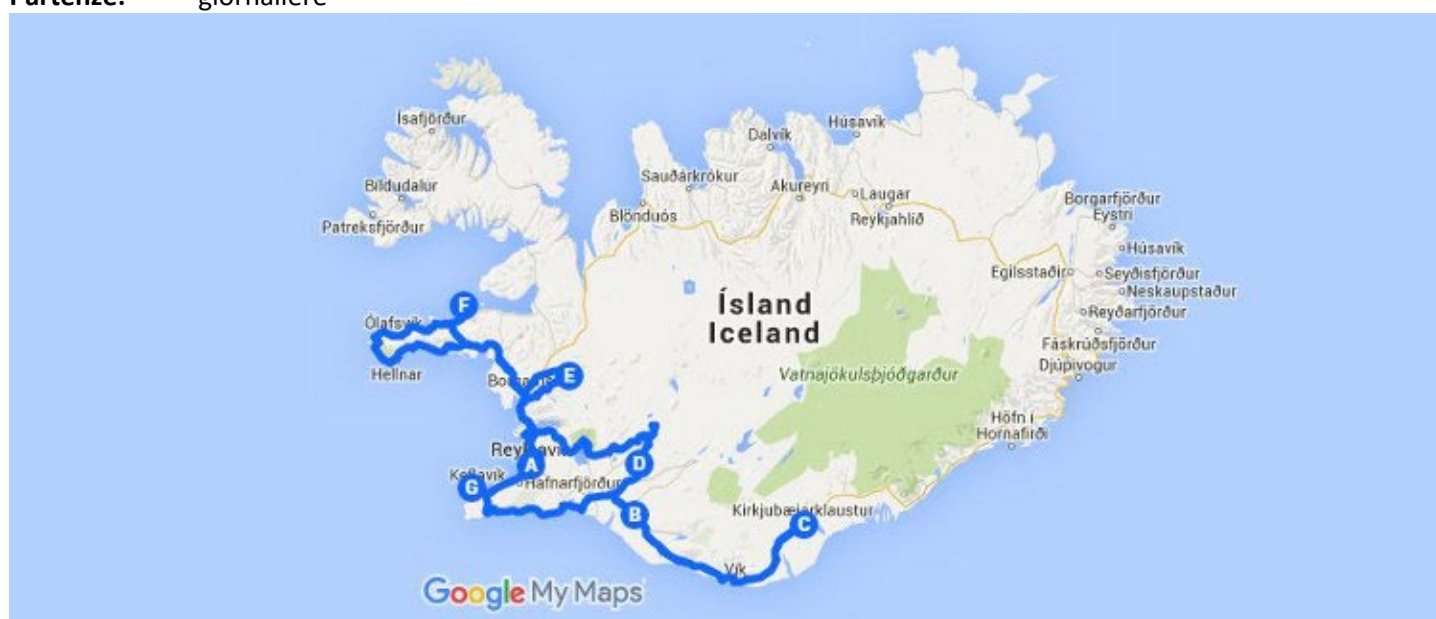 Partenze: giornaliere
Ísafjörður
Bíldudalur
Patreksfjörður
Húsavík
Dalvík
Sauðárkrókur
Akureyri
Laugar
Blönduós
Reykjahlíð
Borgarfjörður
Eystri
Húsavík
Egilsstaðir
Seyðisfjörður
Neskaupstaður
Reyðarfjörður
Fáskrúðsfjörður
Djúpivogur
Ísland
Iceland
F
Hellnar
E
Vatnajökulsþjóðgarður
Höfn í
Hornafirði
A
D
G
Hafnarfjörður
B
Kirkjubæjarklaustur
C
Vík
Google My Maps